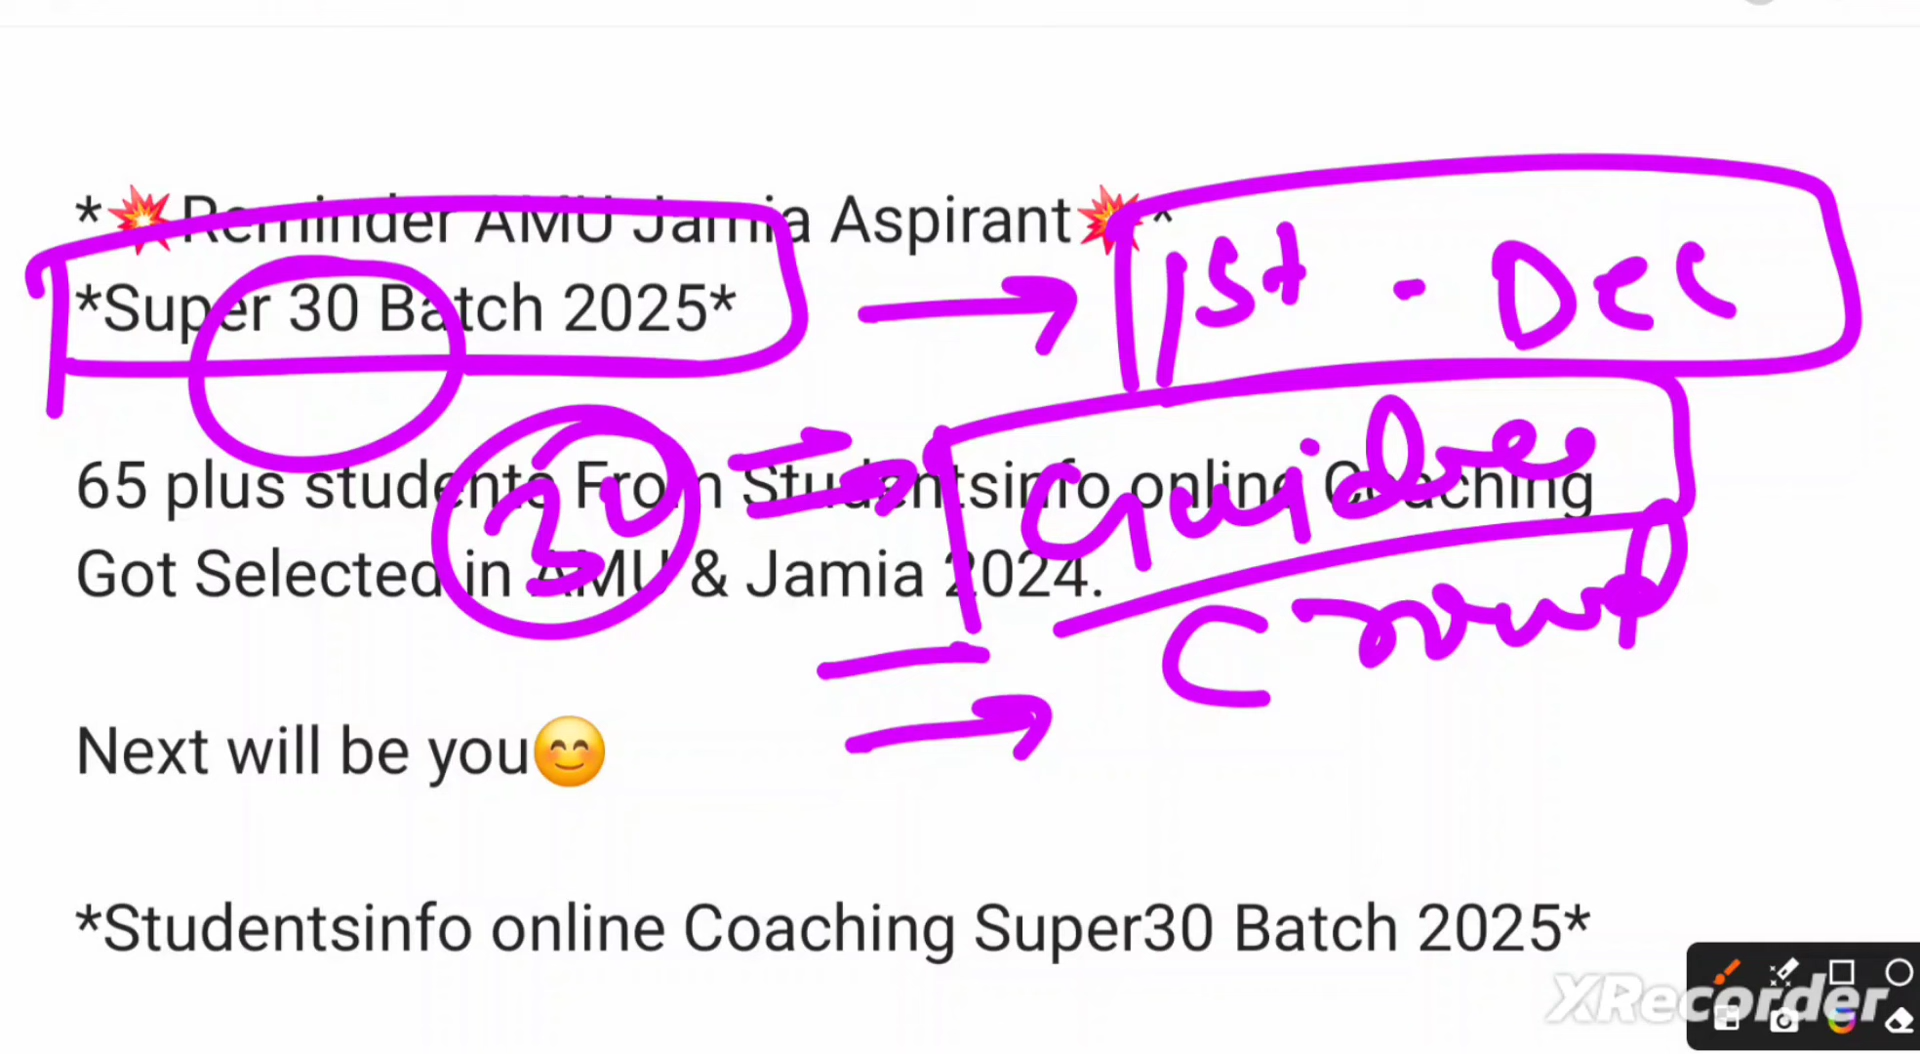 *💥Reminder AMU Jamia Aspirant💥*
*Super 30 Batch 2025*
1st - Dec
65 plus students From Studentsinfo online Coaching
30
Got Selected in AMU & Jamia 2024.
Crowd
Next will be you😊
*Studentsinfo online Coaching Super30 Batch 2025*
XRecorder